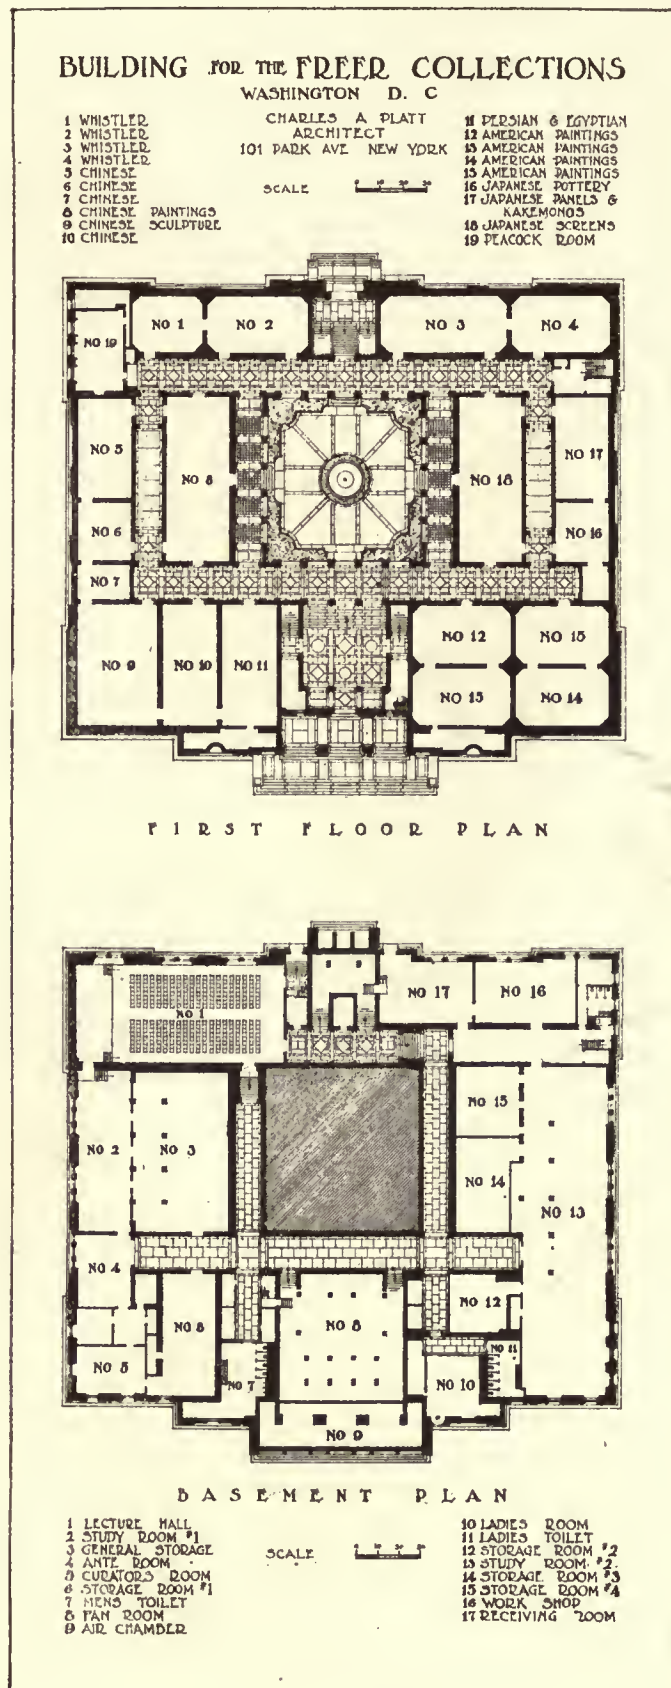 BUILDING FOR THE FREER COLLECTIONS
WASHINGTON D. C
CHARLES A PLATT
ARCHITECT
101 PARK AVE NEW YORK
SCALE 0 10 20 30
1 WHISTLER
2 WHISTLER
3 WHISTLER
4 WHISTLER
5 CHINESE
6 CHINESE
7 CHINESE
8 CHINESE PAINTINGS
9 CHINESE SCULPTURE
10 CHINESE
11 PERSIAN & EGYPTIAN
12 AMERICAN PAINTINGS
13 AMERICAN PAINTINGS
14 AMERICAN PAINTINGS
15 AMERICAN PAINTINGS
16 JAPANESE POTTERY
17 JAPANESE PANELS &
KAKEMONOS
18 JAPANESE SCREENS
19 PEACOCK ROOM
NO 19
NO 1
NO 2
NO 3
NO 4
NO 5
NO 8
NO 18
NO 17
NO 6
NO 16
NO 7
NO 9
NO 10
NO 11
NO 12
NO 15
NO 13
NO 14
FIRST FLOOR PLAN
NO 1
NO 17
NO 16
NO 2
NO 3
NO 15
NO 14
NO 13
NO 4
NO 12
NO 6
NO 8
NO 11
NO 5
NO 7
NO 10
NO 9
BASEMENT PLAN
1 LECTURE HALL
2 STUDY ROOM #1
3 GENERAL STORAGE
4 ANTE ROOM
5 CURATORS ROOM
6 STORAGE ROOM #1
7 MENS TOILET
8 FAN ROOM
9 AIR CHAMBER
SCALE 0 10 20 30
10 LADIES ROOM
11 LADIES TOILET
12 STORAGE ROOM #2
13 STUDY ROOM #2
14 STORAGE ROOM #3
15 STORAGE ROOM #4
16 WORK SHOP
17 RECEIVING ROOM